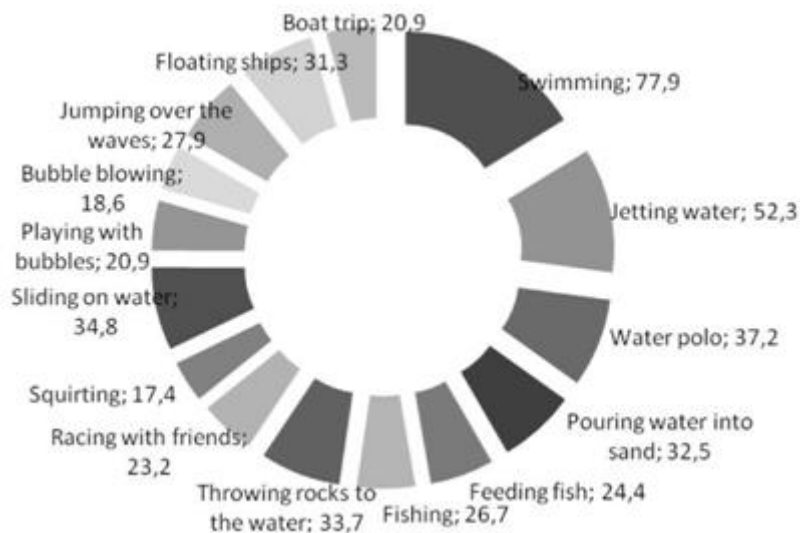 Boat trip; 20,9
Swimming; 77,9
Jetting water; 52,3
Water polo; 37,2
Pouring water into
sand; 32,5
Feeding fish; 24,4
Fishing; 26,7
Throwing rocks to
the water; 33,7
Racing with friends;
23,2
Squirting; 17,4
Sliding on water;
34,8
Playing with
bubbles; 20,9
Bubble blowing;
18,6
Jumping over the
waves; 27,9
Floating ships; 31,3